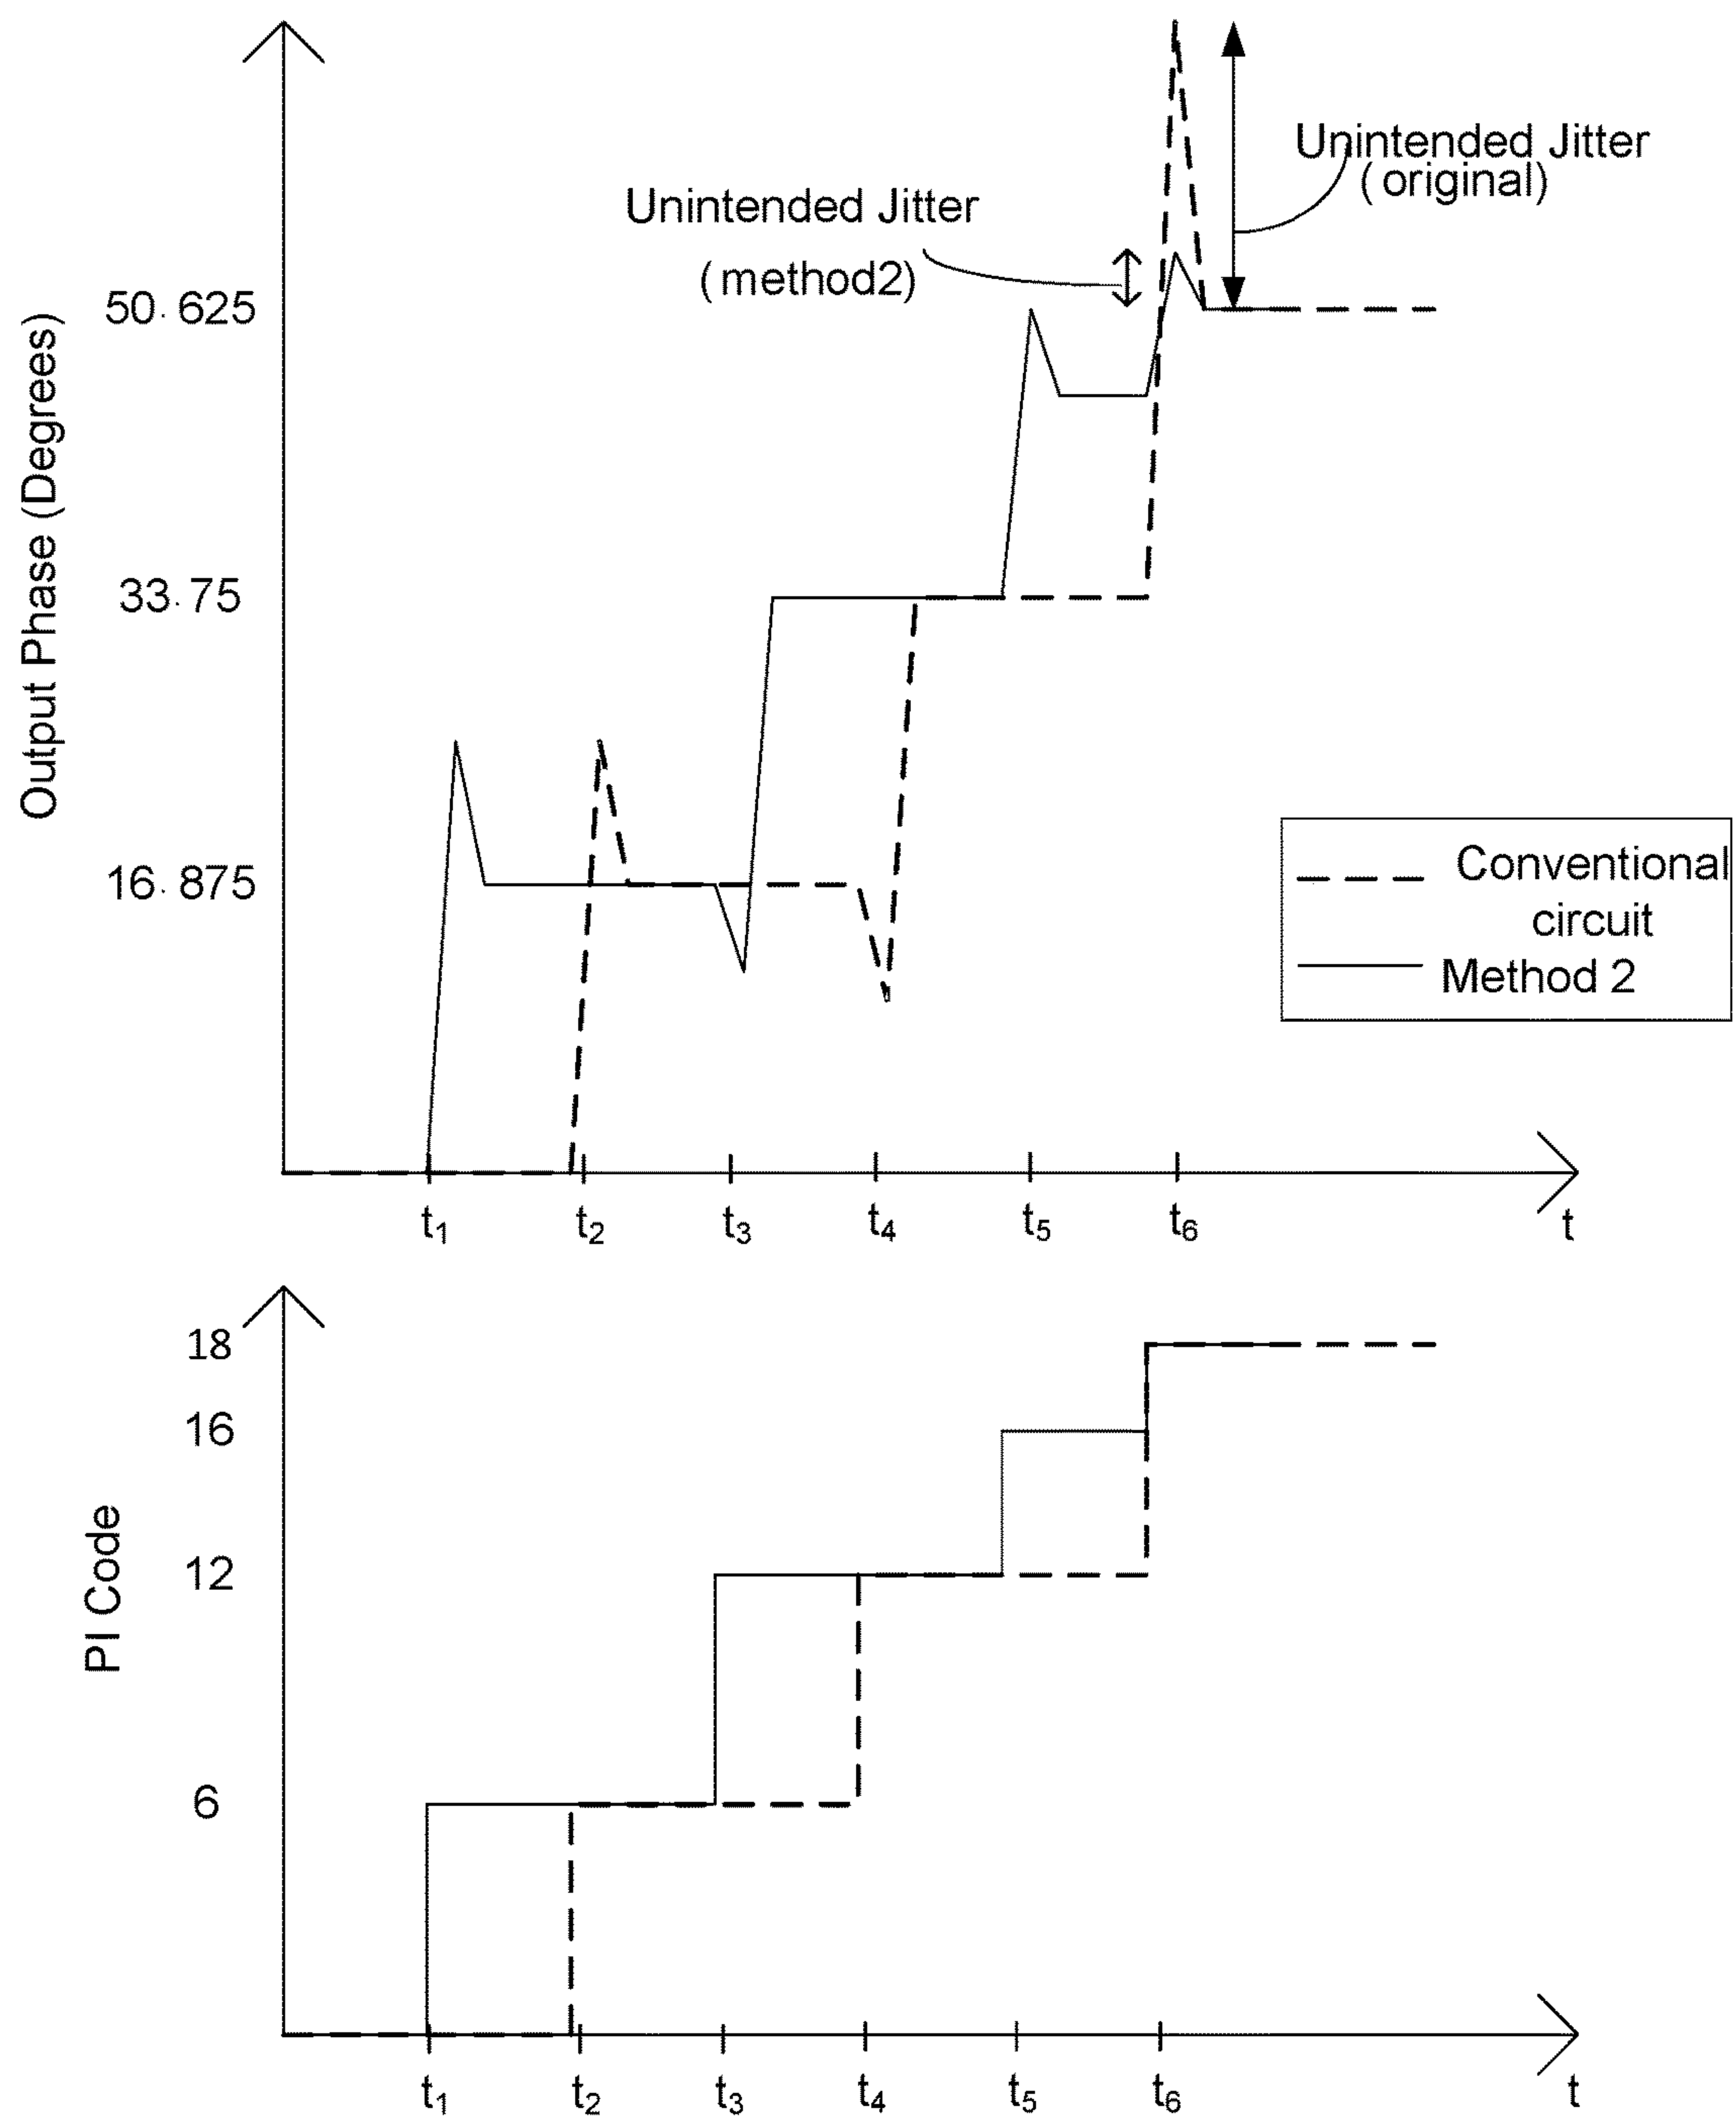 Output Phase (Degrees)
50.625
33.75
16.875
Unintended Jitter
(method2)
Unintended Jitter
(original)
Conventional
circuit
Method 2
t1 t2 t3 t4 t5 t6 t
PI Code
18
16
12
6
t1 t2 t3 t4 t5 t6 t